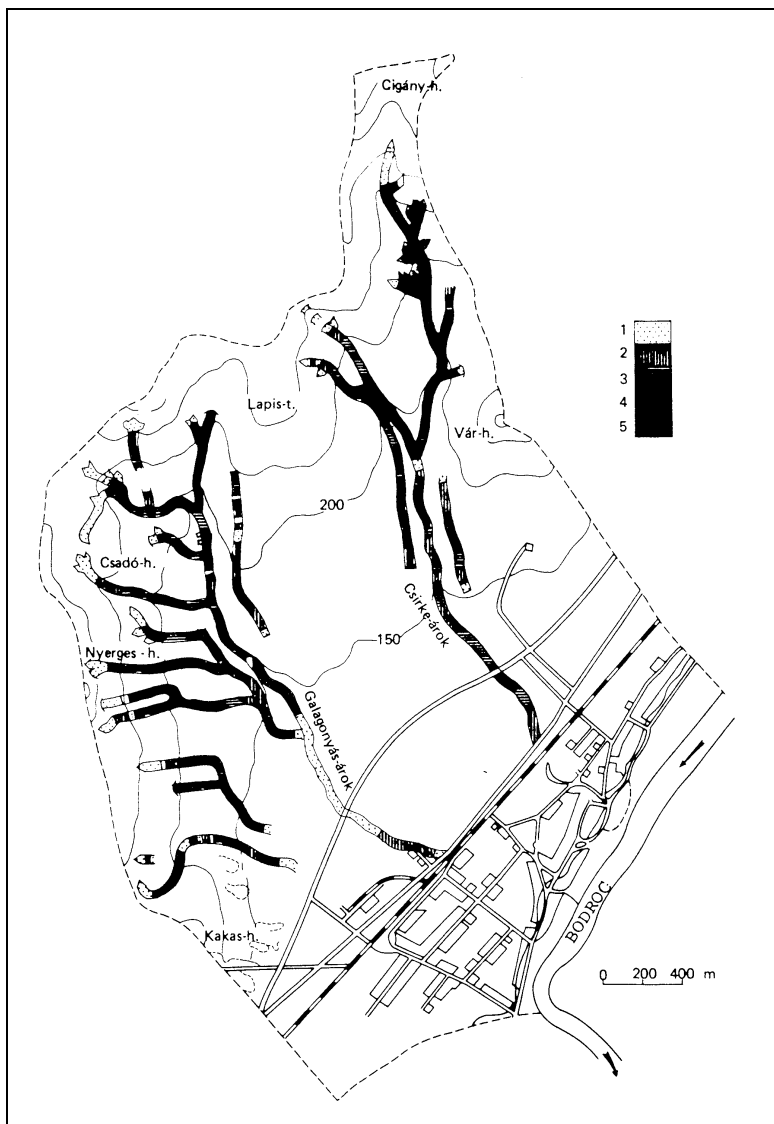 Cigány-h.
1
2
3
4
5
Lapis-t.
Vár-h.
200
Csadó-h.
Csirke-árok
150
Nyerges-h.
Galagonyás-árok
BODROG
Kakas-h.
0 200 400 m